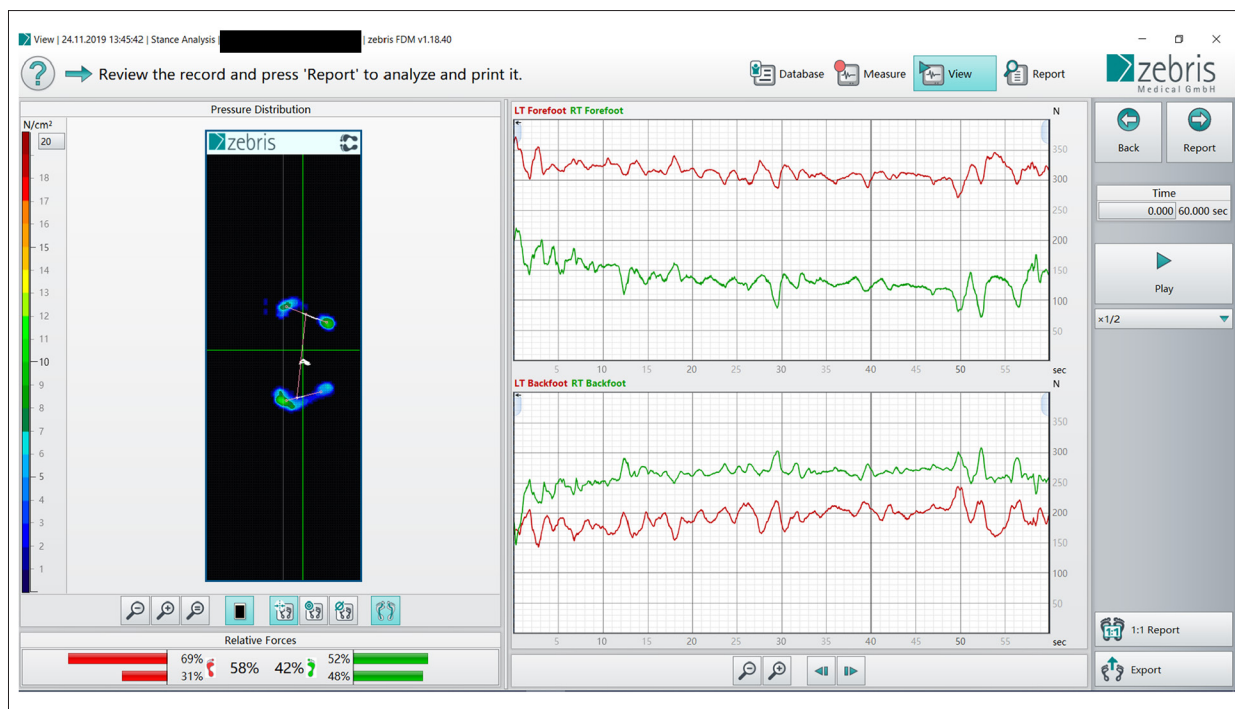 View | 24.11.2019 13:45:42 | Stance Analysis | | zebris FDM v1.18.40
? Review the record and press 'Report' to analyze and print it.
Database Measure View Report
zebris
Medical GmbH
Pressure Distribution
N/cm²
20
18
17
16
15
14
13
12
11
10
9
8
7
6
5
4
3
2
1
zebris
Relative Forces
69%
31%
58% 42%
52%
48%
LT Forefoot RT Forefoot N
350
300
250
200
150
100
50
5 10 15 20 25 30 35 40 45 50 55 sec
LT Backfoot RT Backfoot N
350
300
250
200
150
100
50
5 10 15 20 25 30 35 40 45 50 55 sec
Back Report
Time
0.000 60.000 sec
Play
×1/2
1:1 1:1 Report
Export